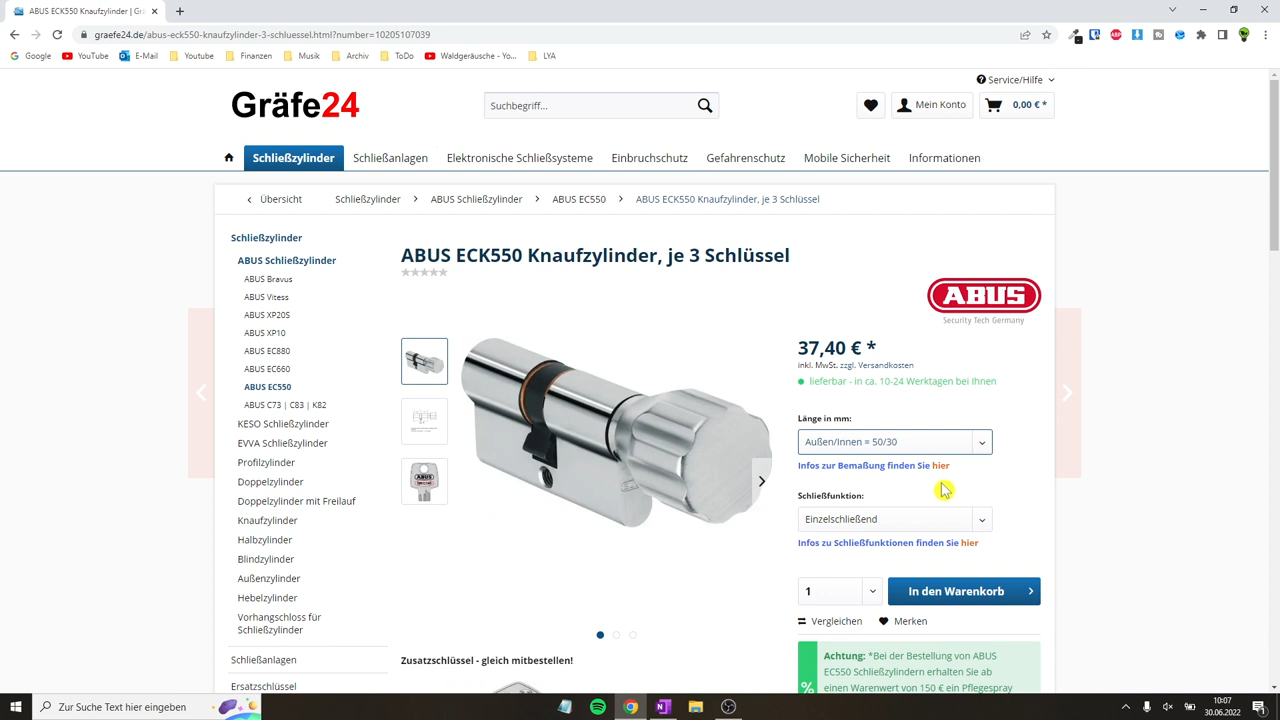 ABUS ECK550 Knaufzylinder | Grä
graefe24.de/abus-eck550-knaufzylinder-3-schluessel.html?number=10205107039
Google YouTube E-Mail Youtube Finanzen Musik Archiv ToDo Waldgeräusche - Yo... LYA
Service/Hilfe
Gräfe24
Suchbegriff...
Mein Konto
0,00 € *
Schließzylinder Schließanlagen Elektronische Schließsysteme Einbruchschutz Gefahrenschutz Mobile Sicherheit Informationen
Übersicht Schließzylinder ABUS Schließzylinder ABUS EC550 ABUS ECK550 Knaufzylinder, je 3 Schlüssel
Schließzylinder
ABUS Schließzylinder
ABUS Bravus
ABUS Vitess
ABUS XP20S
ABUS XP10
ABUS EC880
ABUS EC660
ABUS EC550
ABUS C73 | C83 | K82
KESO Schließzylinder
EVVA Schließzylinder
Profilzylinder
Doppelzylinder
Doppelzylinder mit Freilauf
Knaufzylinder
Halbzylinder
Blindzylinder
Außenzylinder
Hebelzylinder
Vorhangschloss für
Schließzylinder
Schließanlagen
Ersatzschlüssel
ABUS ECK550 Knaufzylinder, je 3 Schlüssel
ABUS
Zusatzschlüssel - gleich mitbestellen!
ABUS
Security Tech Germany
37,40 € *
inkl. MwSt. zzgl. Versandkosten
lieferbar - in ca. 10-24 Werktagen bei Ihnen
Länge in mm:
Außen/Innen = 50/30
Infos zur Bemaßung finden Sie hier
Schließfunktion:
Einzelschließend
Infos zu Schließfunktionen finden Sie hier
1
In den Warenkorb
Vergleichen Merken
%
Achtung: *Bei der Bestellung von ABUS
EC550 Schließzylindern erhalten Sie ab
einen Warenwert von 150 € ein Pflegespray
Zur Suche Text hier eingeben
10:07
30.06.2022